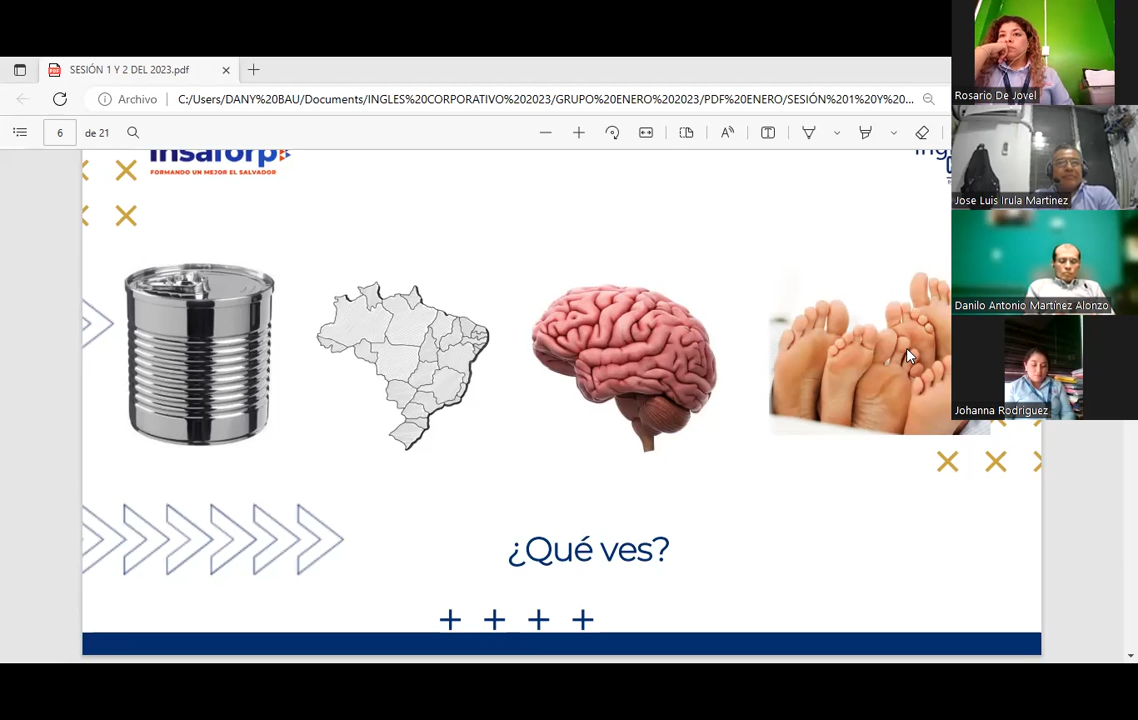 SESIÓN 1 Y 2 DEL 2023.pdf
Archivo
C:/Users/DANY%20BAU/Documents/INGLES%20CORPORATIVO%202023/GRUPO%20ENERO%202023/PDF%20ENERO/SESIÓN%201%20Y%20...
6
de 21
insaforp
FORMANDO UN MEJOR EL SALVADOR
¿Qué ves?
Rosario De Jovel
Jose Luis Irula Martinez
Danilo Antonio Martínez Alonzo
Johanna Rodriguez